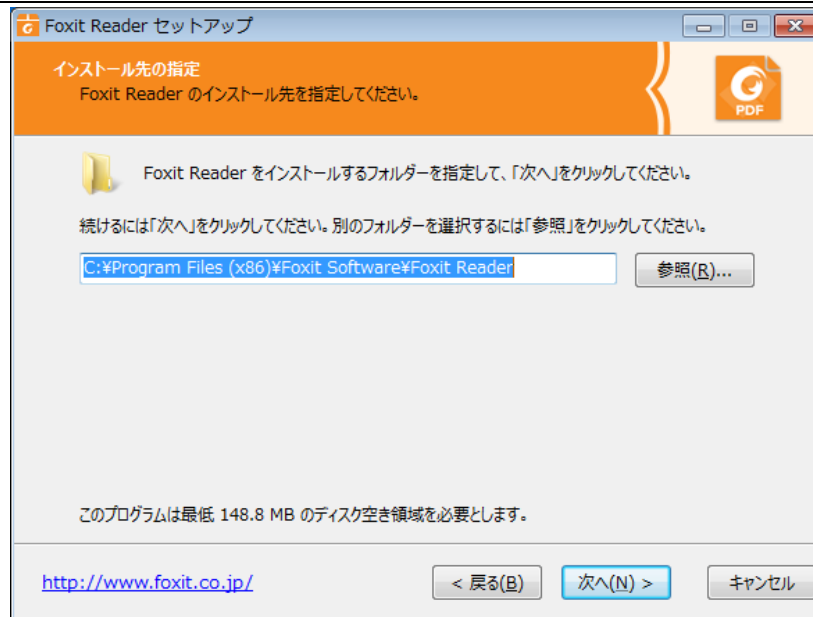 Foxit Reader セットアップ
インストール先の指定
Foxit Reader のインストール先を指定してください。
PDF
Foxit Reader をインストールするフォルダーを指定して、「次へ」をクリックしてください。
続けるには「次へ」をクリックしてください。別のフォルダーを選択するには「参照」をクリックしてください。
C:¥Program Files (x86)¥Foxit Software¥Foxit Reader
参照(R)...
このプログラムは最低 148.8 MB のディスク空き領域を必要とします。
http://www.foxit.co.jp/
< 戻る(B)
次へ(N) >
キャンセル